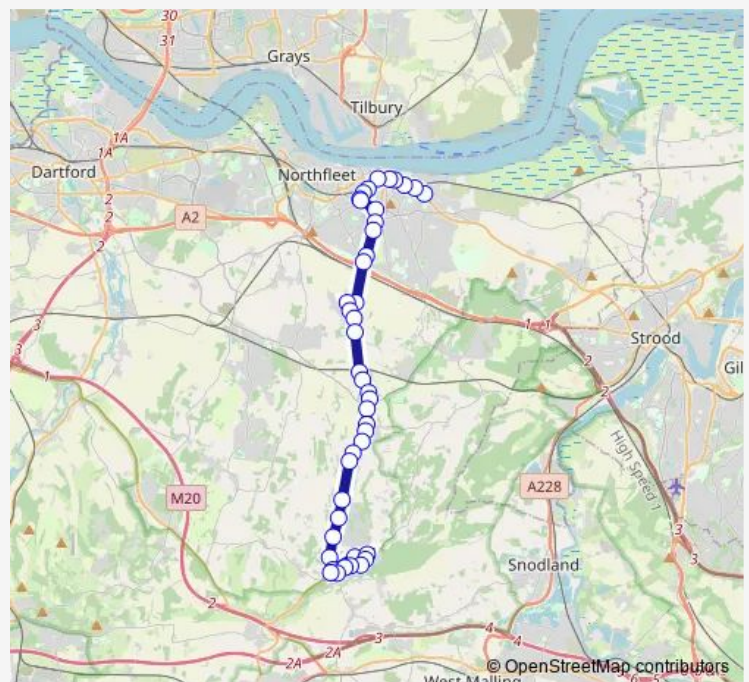 30
31
Grays
Tilbury
1A
1A
Dartford
Northfleet
2
2
A2
2
3
3
1
1
1
Strood
2
2
Gil
High Speed 1
M20
A228
3
3
Snodland
2
3
4
4
2A
2A
West Malling
© OpenStreetMap contributors